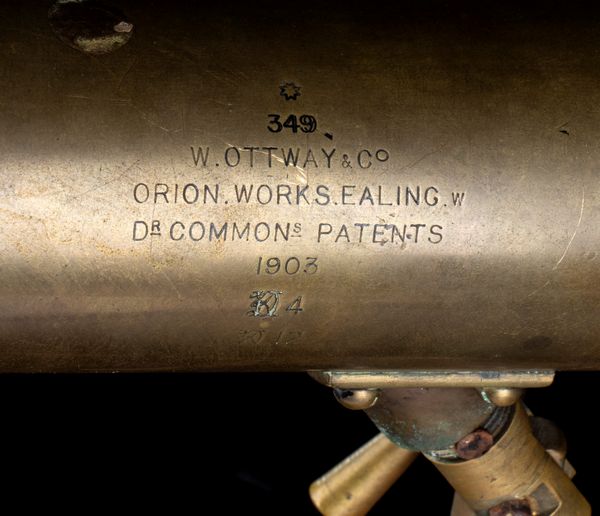 349
W. OTTWAY & Cº
ORION. WORKS. EALING. W
DR COMMONS PATENTS
1903
4